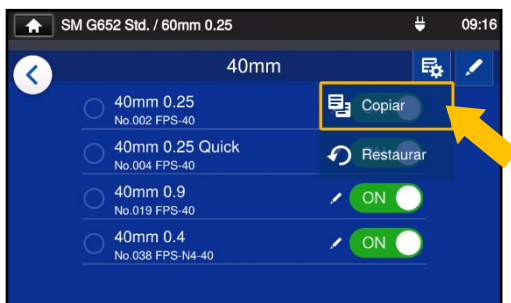 SM G652 Std. / 60mm 0.25 09:16
40mm
40mm 0.25
No.002 FPS-40
Copiar
40mm 0.25 Quick
No.004 FPS-40
Restaurar
40mm 0.9
No.019 FPS-40
ON
40mm 0.4
No.038 FPS-N4-40
ON